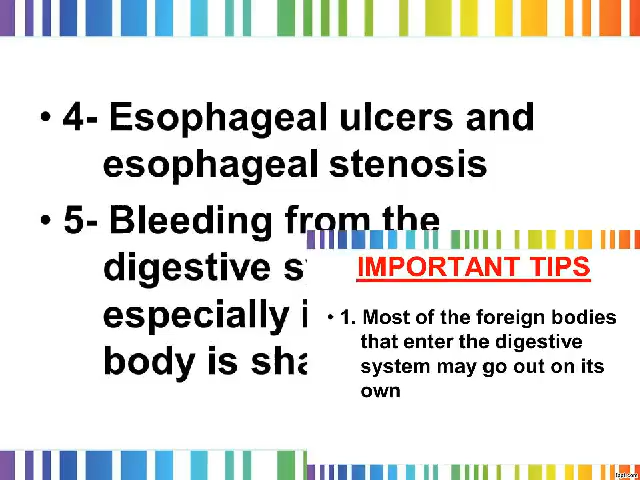 • 4- Esophageal ulcers and
esophageal stenosis
• 5- Bleeding from the
digestive
especially
body is
IMPORTANT TIPS
• 1. Most of the foreign bodies
that enter the digestive
system may go out on its
own